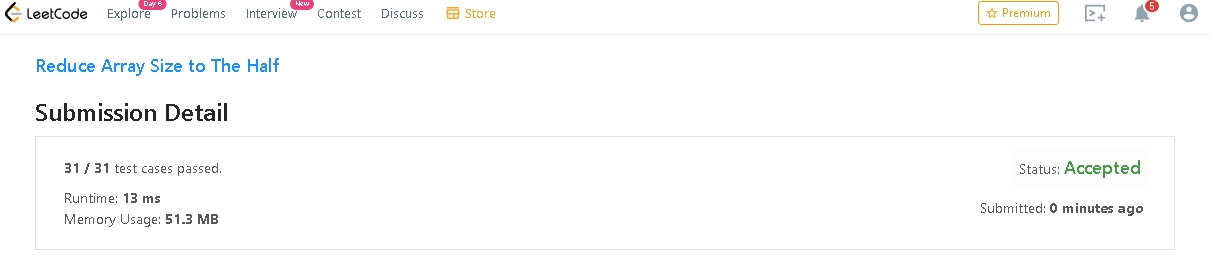 LeetCode Explore Day 6 Problems Interview New Contest Discuss Store Premium 5
Reduce Array Size to The Half
Submission Detail
31 / 31 test cases passed.
Status: Accepted
Runtime: 13 ms
Memory Usage: 51.3 MB
Submitted: 0 minutes ago